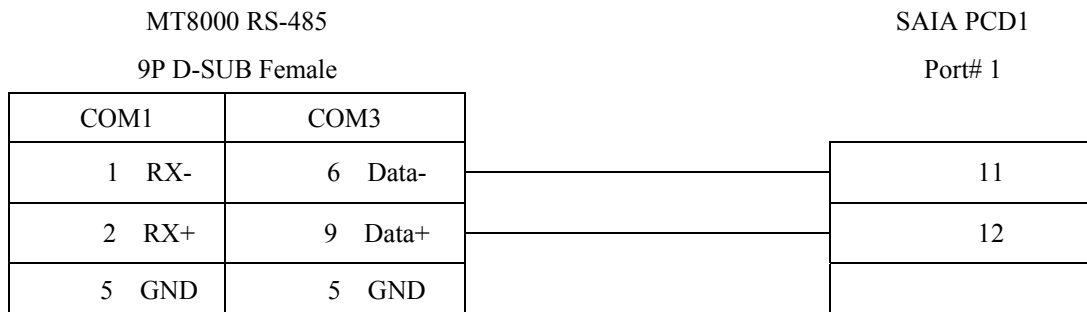 MT8000 RS-485 SAIA PCD1
9P D-SUB Female Port# 1
COM1 COM3
1 RX- 6 Data- 11
2 RX+ 9 Data+ 12
5 GND 5 GND